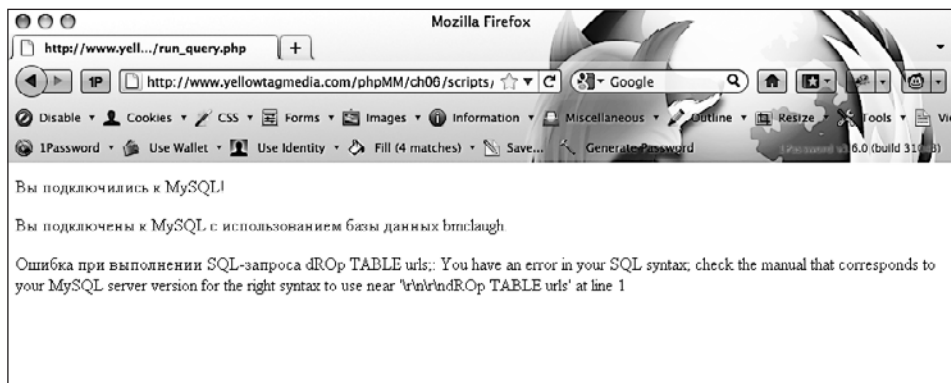 Mozilla Firefox
http://www.yell.../run_query.php
1P http://www.yellowtagmedia.com/phpMM/ch06/scripts/ Google
Disable Cookies CSS Forms Images Information Miscellaneous Outline Resize Tools
1Password Use Wallet Use Identity Fill (4 matches) Save... Generate Password (build
Вы подключились к MySQL!
Вы подключены к MySQL с использованием базы данных bmclaugh.
Ошибка при выполнении SQL-запроса dROp TABLE urls;: You have an error in your SQL syntax; check the manual that corresponds to
your MySQL server version for the right syntax to use near '\r\n\r\ndROp TABLE urls' at line 1